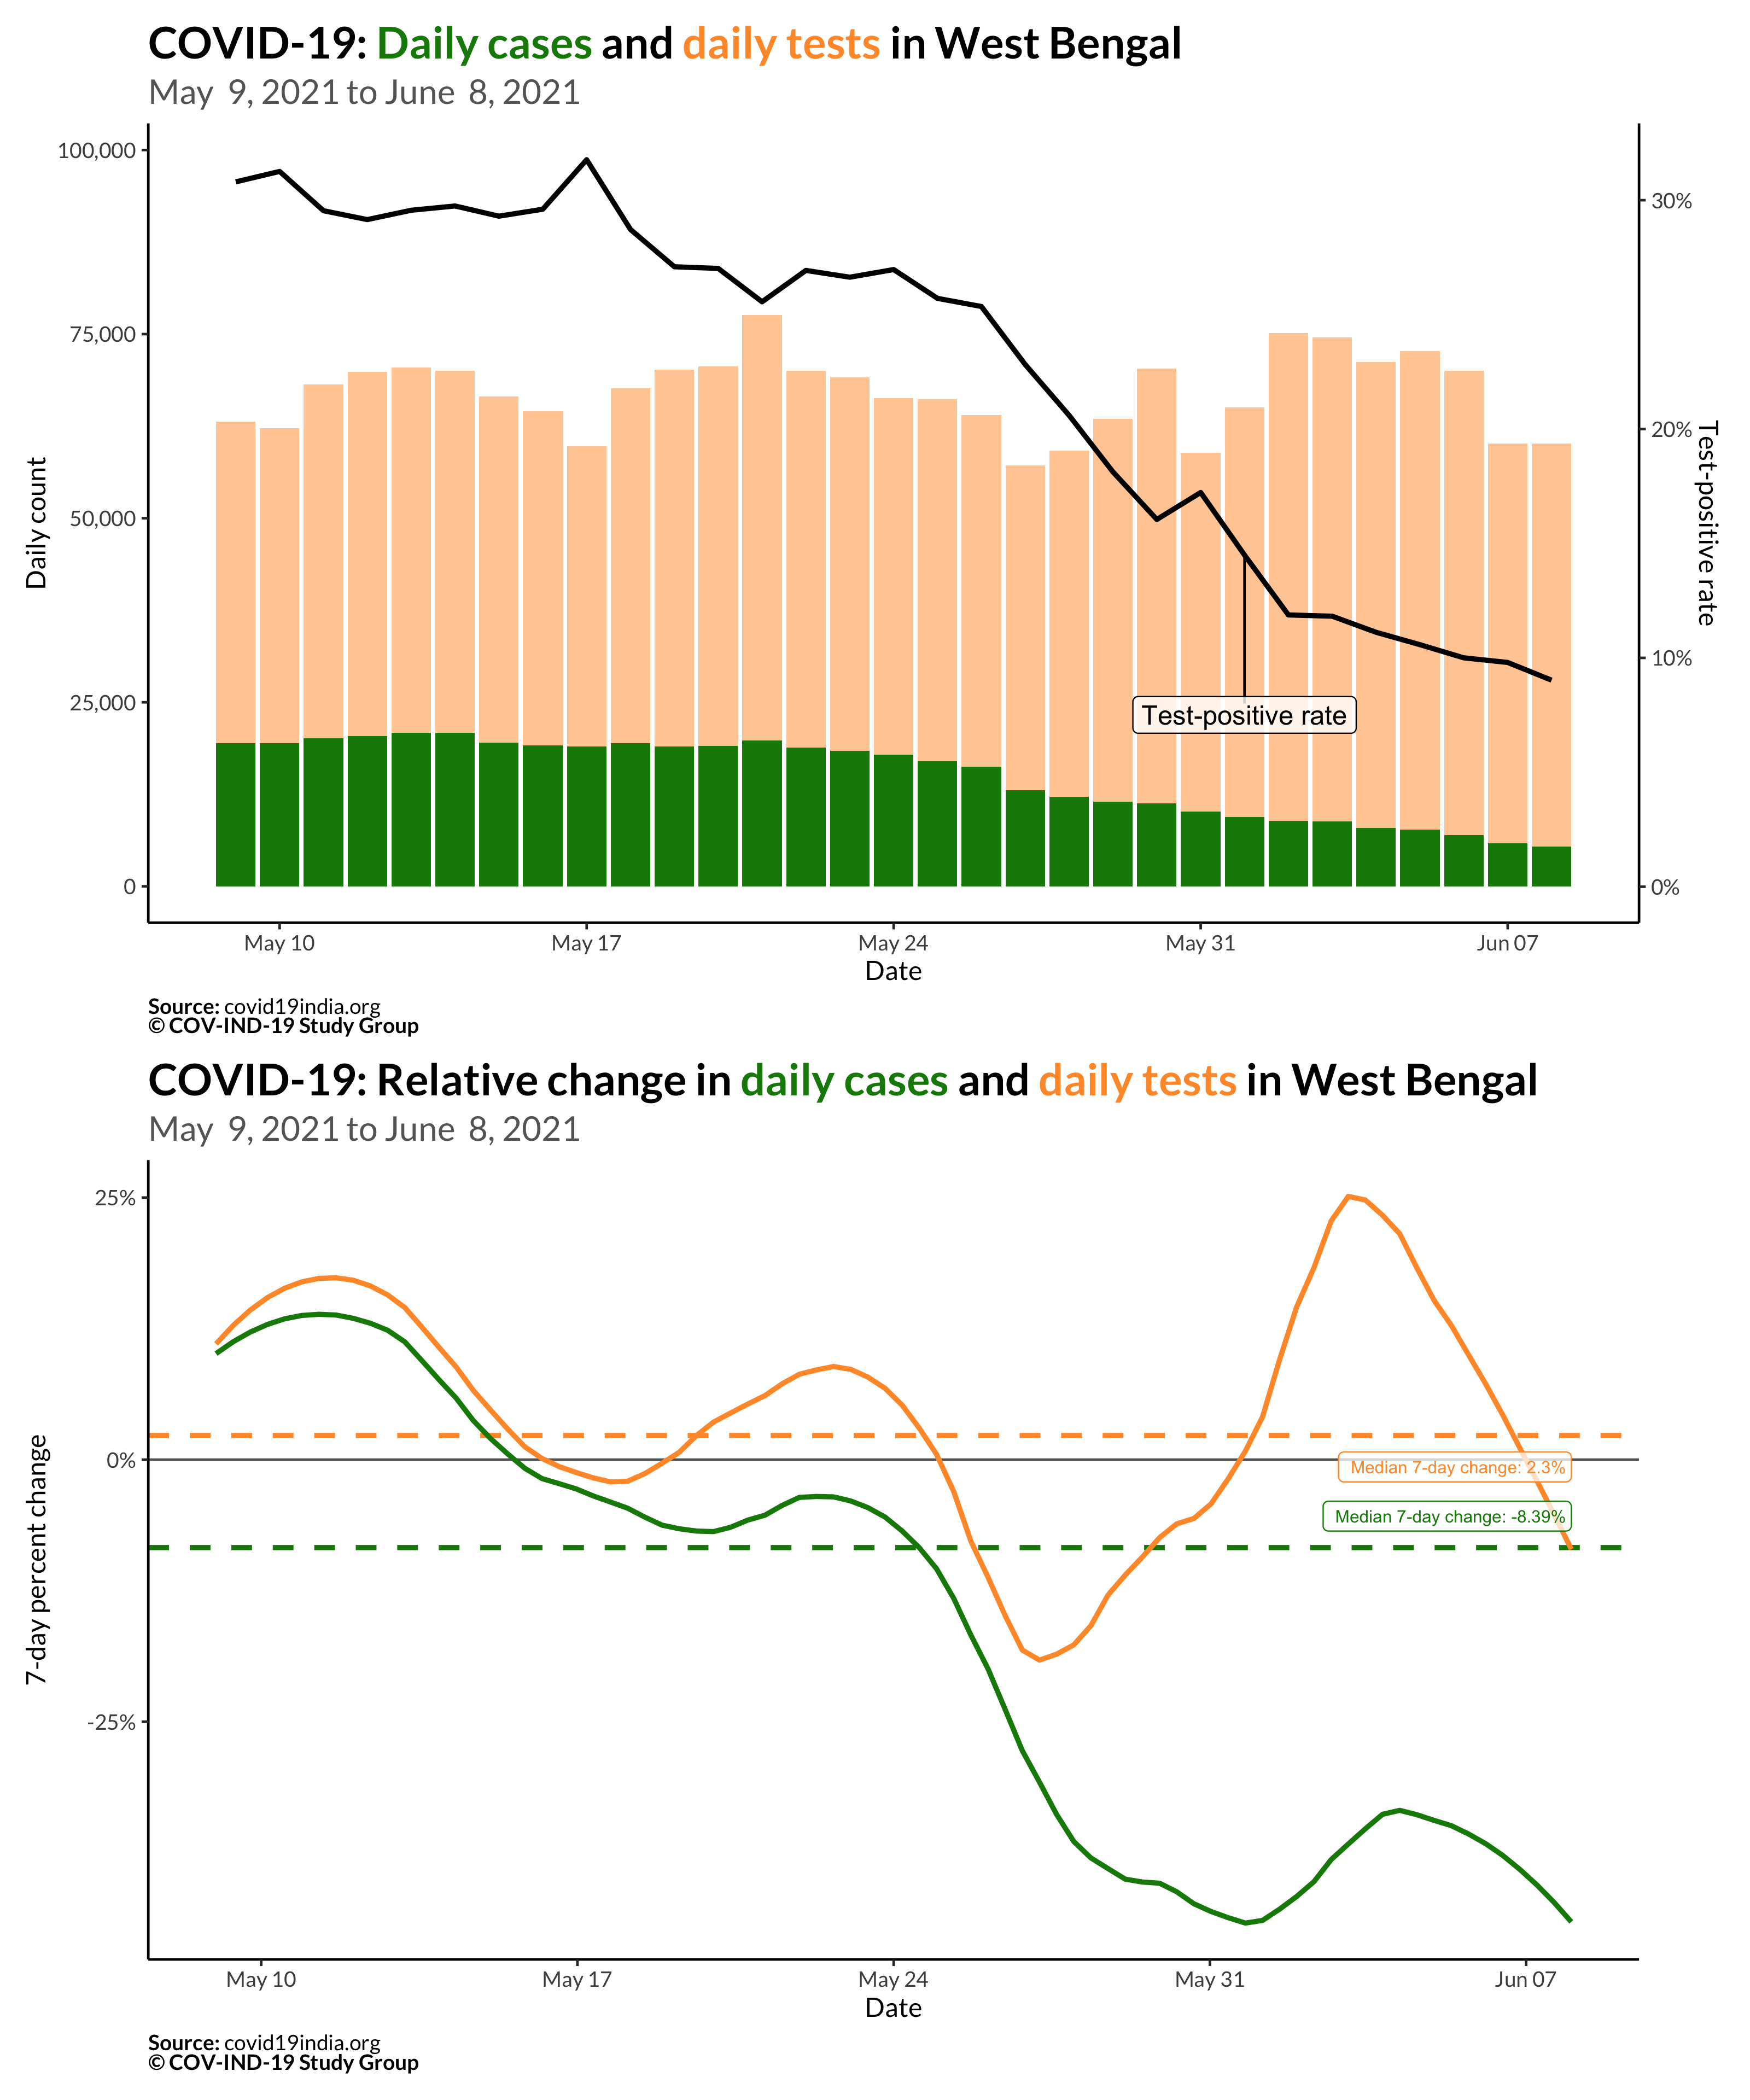 COVID-19: Daily cases and daily tests in West Bengal
May 9, 2021 to June 8, 2021
100,000
75,000
50,000
25,000
0
Daily count
30%
20%
10%
0%
Test-positive rate
Test-positive rate
May 10
May 17
May 24
May 31
Jun 07
Date
Source: covid19india.org
© COV-IND-19 Study Group
COVID-19: Relative change in daily cases and daily tests in West Bengal
May 9, 2021 to June 8, 2021
25%
0%
-25%
7-day percent change
Median 7-day change: 2.3%
Median 7-day change: -8.39%
May 10
May 17
May 24
May 31
Jun 07
Date
Source: covid19india.org
© COV-IND-19 Study Group